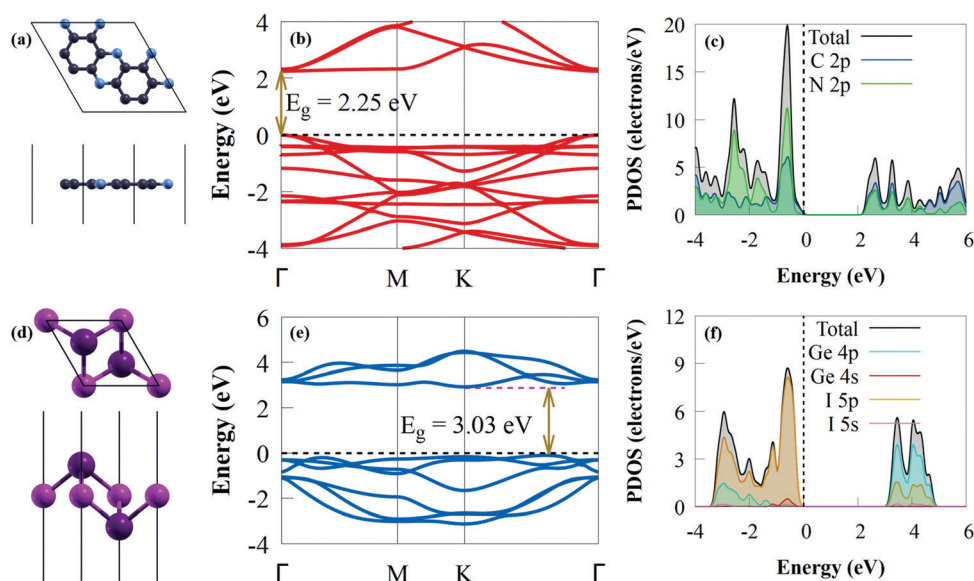 (a)
(b)
Energy (eV)
4
2
0
-2
-4
E_g = 2.25 eV
Γ M K Γ
(c)
PDOS (electrons/eV)
20
15
10
5
0
Total
C 2p
N 2p
-4 -2 0 2 4 6
Energy (eV)
(d)
(e)
Energy (eV)
6
4
2
0
-2
-4
E_g = 3.03 eV
Γ M K Γ
(f)
PDOS (electrons/eV)
12
9
6
3
0
Total
Ge 4p
Ge 4s
I 5p
I 5s
-4 -2 0 2 4 6
Energy (eV)